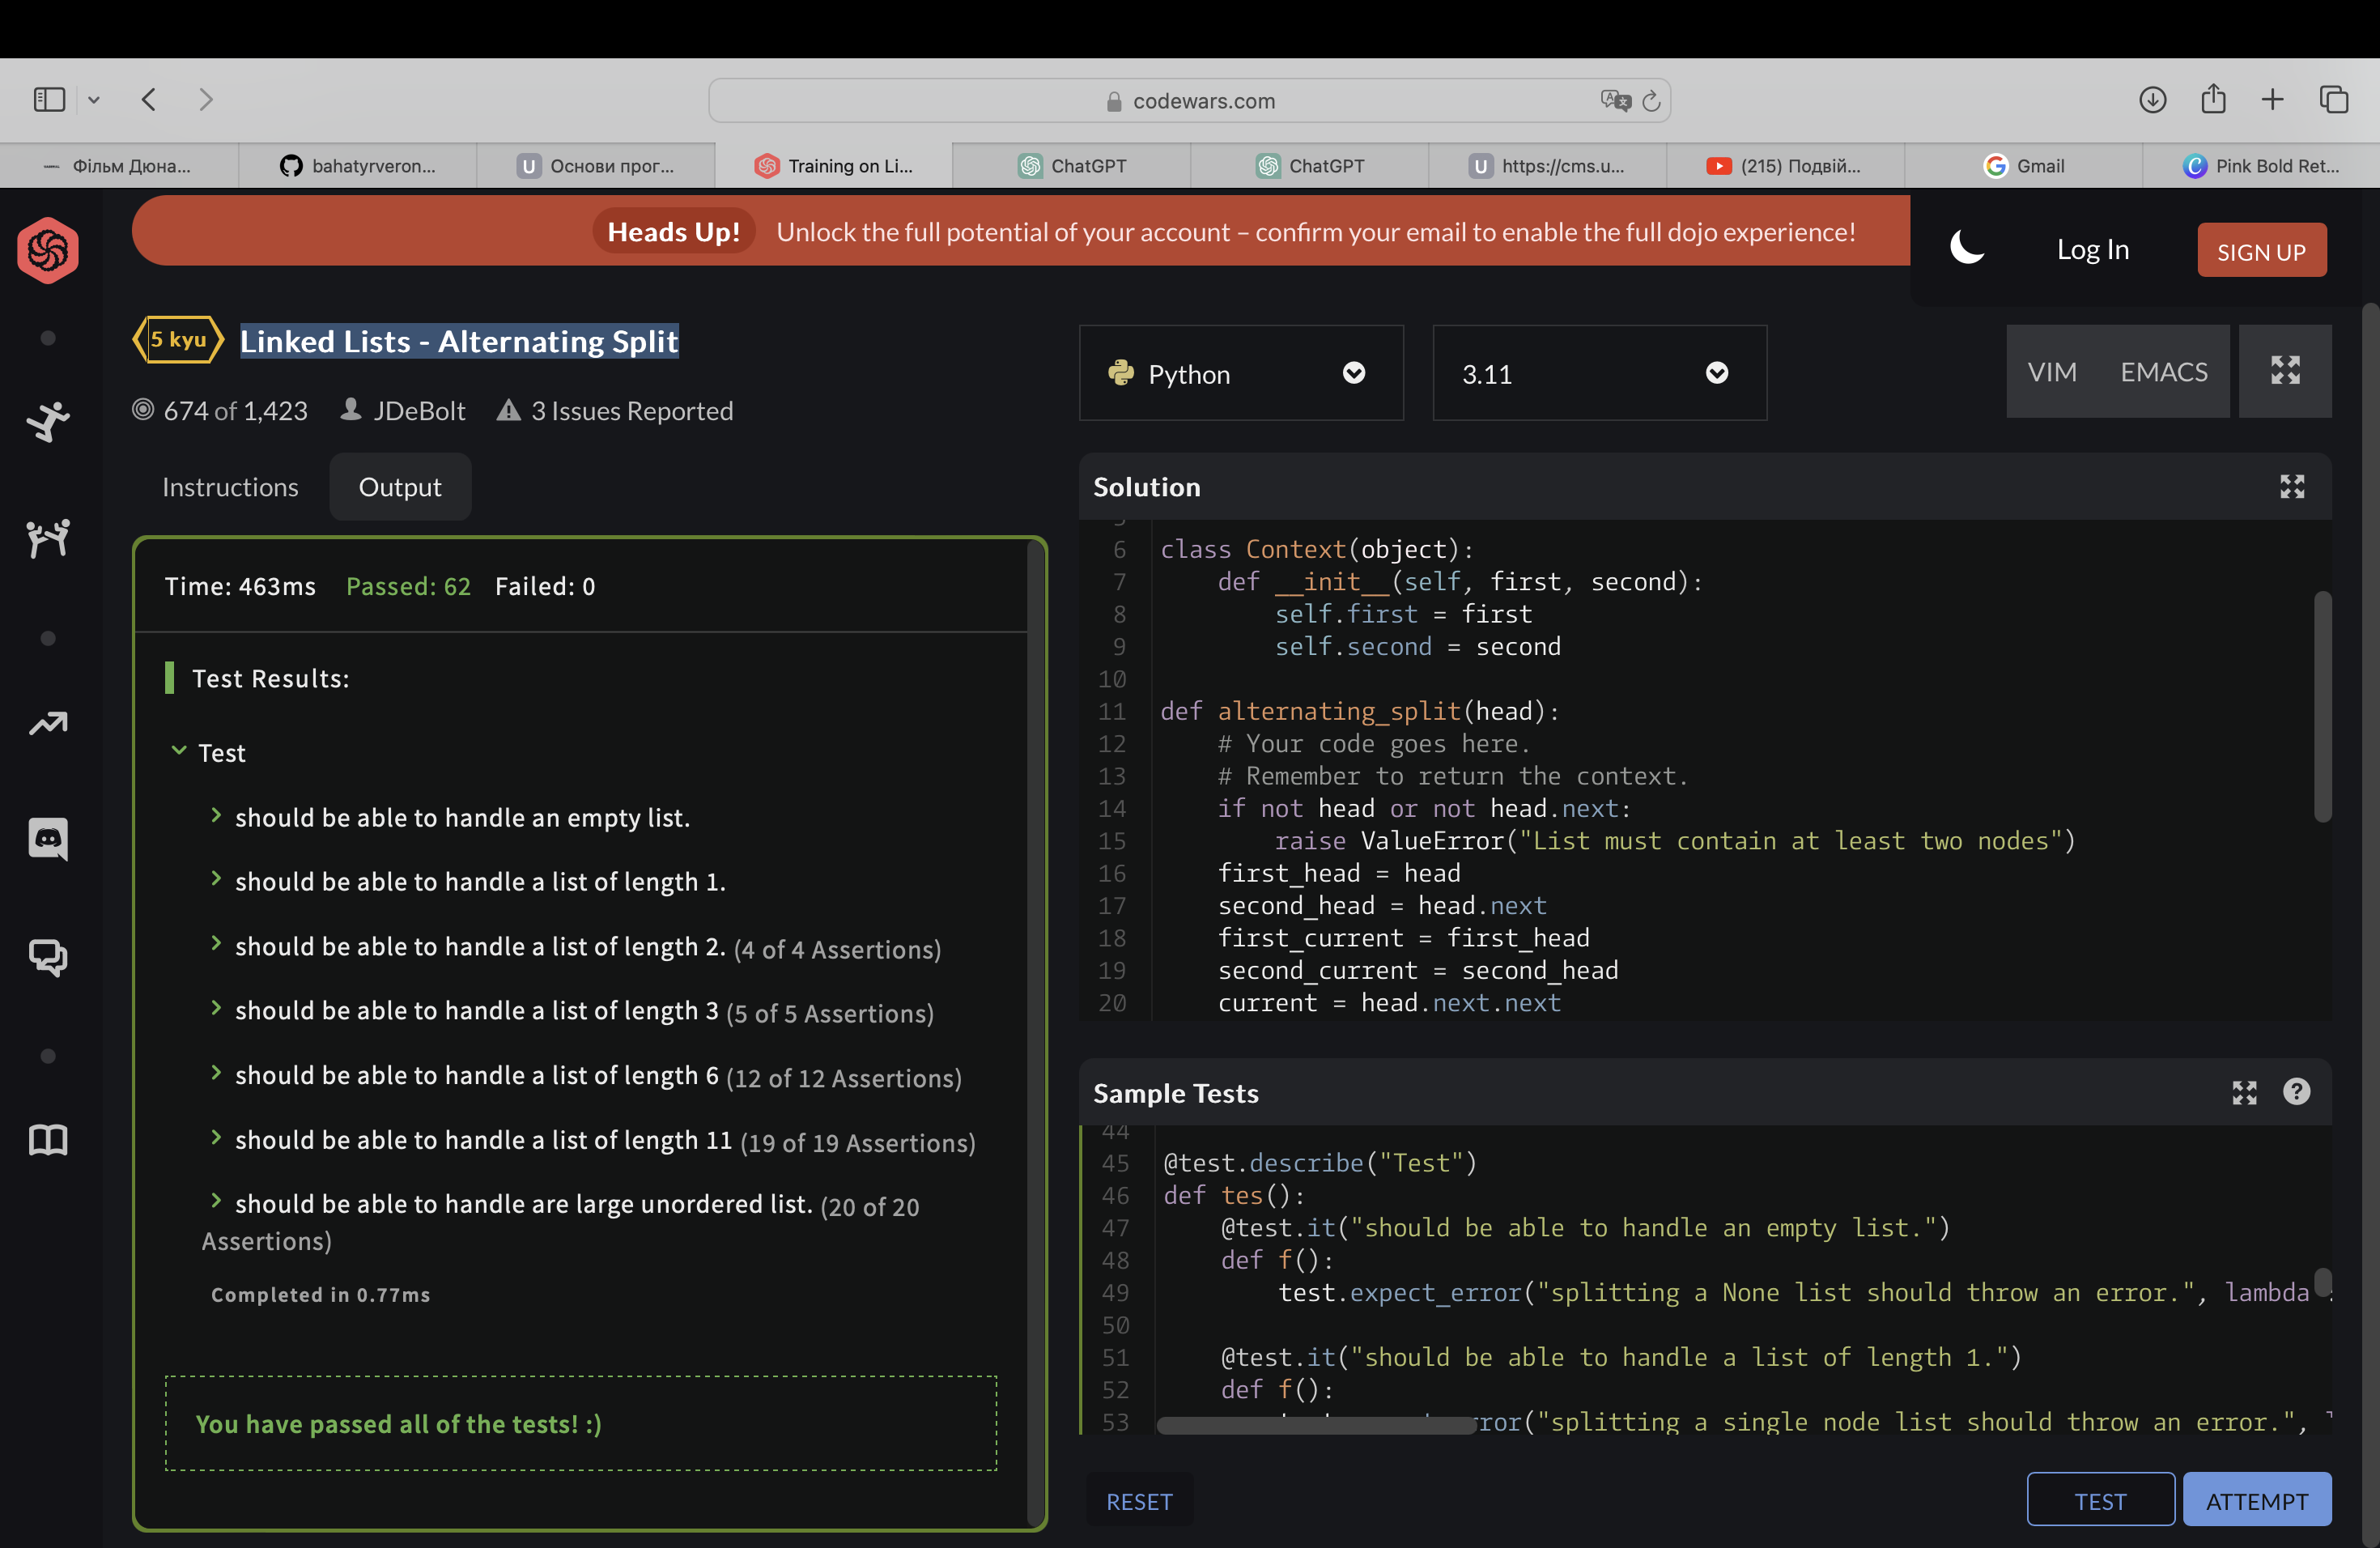 codewars.com
Фільм Дюна...
bahatyrveron...
Основи прог...
Training on Li...
ChatGPT
ChatGPT
https://cms.u...
(215) Подвій...
Gmail
Pink Bold Ret...
Heads Up! Unlock the full potential of your account – confirm your email to enable the full dojo experience!
Log In
SIGN UP
5 kyu Linked Lists - Alternating Split
674 of 1,423 JDeBolt 3 Issues Reported
Python
3.11
VIM EMACS
Instructions Output
Time: 463ms Passed: 62 Failed: 0
Test Results:
Test
should be able to handle an empty list.
should be able to handle a list of length 1.
should be able to handle a list of length 2. (4 of 4 Assertions)
should be able to handle a list of length 3 (5 of 5 Assertions)
should be able to handle a list of length 6 (12 of 12 Assertions)
should be able to handle a list of length 11 (19 of 19 Assertions)
should be able to handle are large unordered list. (20 of 20
Assertions)
Completed in 0.77ms
You have passed all of the tests! :)
Solution
6 class Context(object):
7 def __init__(self, first, second):
8 self.first = first
9 self.second = second
10
11 def alternating_split(head):
12 # Your code goes here.
13 # Remember to return the context.
14 if not head or not head.next:
15 raise ValueError("List must contain at least two nodes")
16 first_head = head
17 second_head = head.next
18 first_current = first_head
19 second_current = second_head
20 current = head.next.next
Sample Tests
44
45 @test.describe("Test")
46 def tes():
47 @test.it("should be able to handle an empty list.")
48 def f():
49 test.expect_error("splitting a None list should throw an error.", lambda
50
51 @test.it("should be able to handle a list of length 1.")
52 def f():
53 ror("splitting a single node list should throw an error.",
RESET
TEST
ATTEMPT